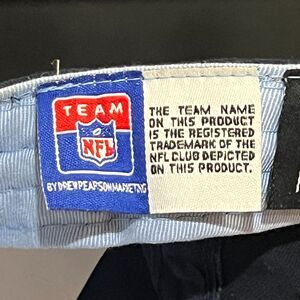 TEAM
NFL
BY DREW PEARSON MARKETING
THE TEAM NAME
ON THIS PRODUCT
IS THE REGISTERED
TRADEMARK OF THE
NFL CLUB DEPICTED
ON THIS PRODUCT.